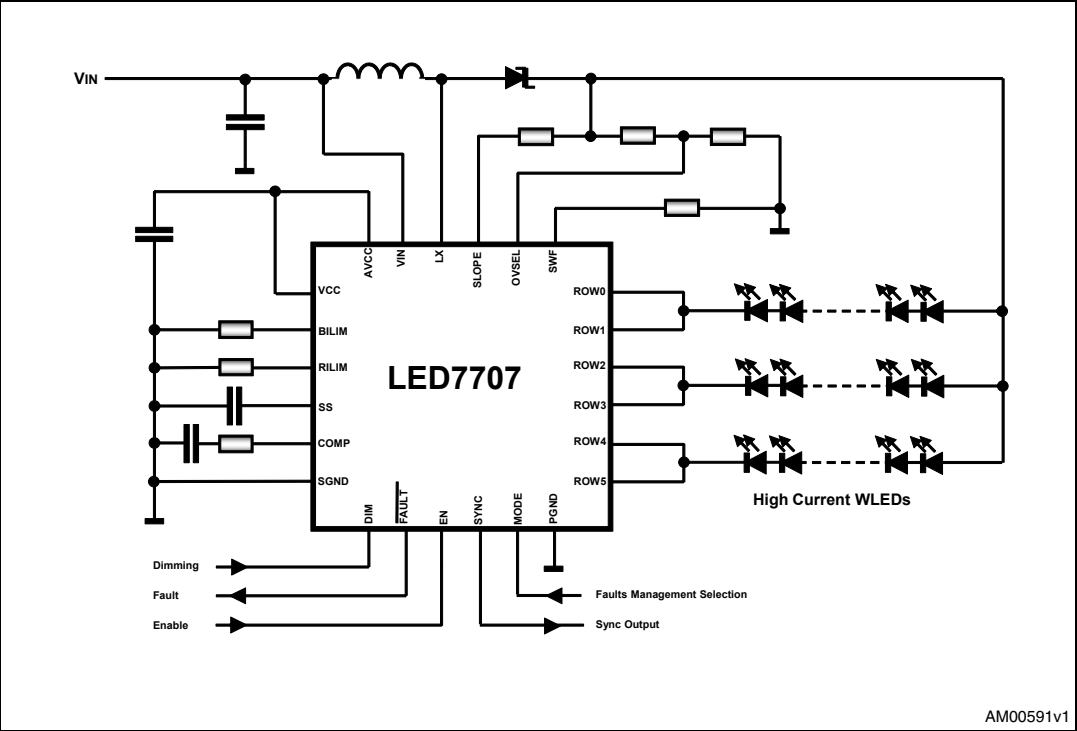 VIN
AVCC
VIN
LX
SLOPE
OVSEL
SWF
VCC
BILIM
RILIM
SS
COMP
SGND
LED7707
ROW0
ROW1
ROW2
ROW3
ROW4
ROW5
DIM
FAULT
EN
SYNC
MODE
PGND
High Current WLEDs
Dimming
Fault
Enable
Faults Management Selection
Sync Output
AM00591v1